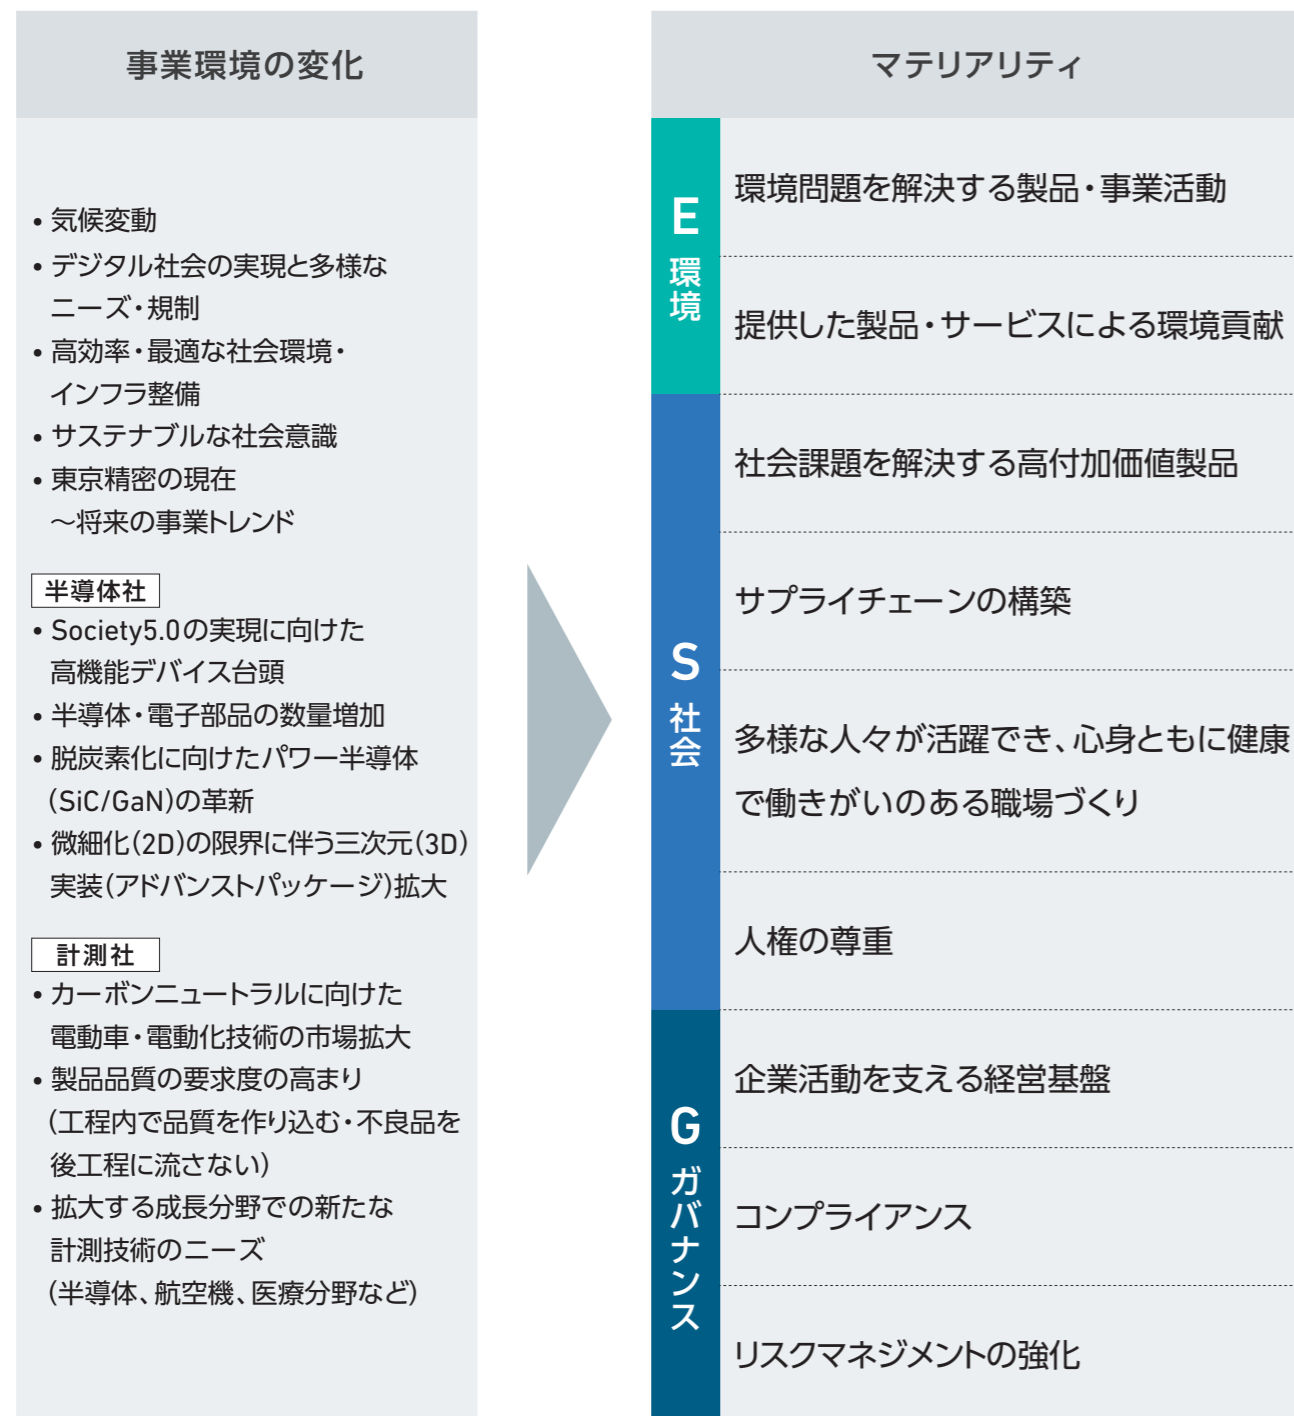 事業環境の変化
• 気候変動
• デジタル社会の実現と多様な
ニーズ・規制
• 高効率・最適な社会環境・
インフラ整備
• サステナブルな社会意識
• 東京精密の現在
～将来の事業トレンド
半導体社
• Society5.0の実現に向けた
高機能デバイス台頭
• 半導体・電子部品の数量増加
• 脱炭素化に向けたパワー半導体
(SiC/GaN)の革新
• 微細化(2D)の限界に伴う三次元(3D)
実装(アドバンストパッケージ)拡大
計測社
• カーボンニュートラルに向けた
電動車・電動化技術の市場拡大
• 製品品質の要求度の高まり
(工程内で品質を作り込む・不良品を
後工程に流さない)
• 拡大する成長分野での新たな
計測技術のニーズ
(半導体、航空機、医療分野など)
マテリアリティ
E
環境
環境問題を解決する製品・事業活動
提供した製品・サービスによる環境貢献
S
社会
社会課題を解決する高付加価値製品
サプライチェーンの構築
多様な人々が活躍でき、心身ともに健康
で働きがいのある職場づくり
人権の尊重
G
ガバナンス
企業活動を支える経営基盤
コンプライアンス
リスクマネジメントの強化